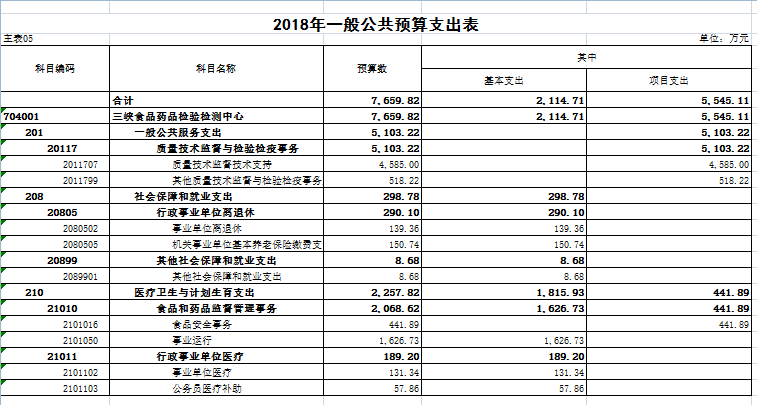 2018年一般公共预算支出表
主表05 单位：万元
科目编码 科目名称 预算数 其中
基本支出 项目支出
合计 7,659.82 2,114.71 5,545.11
704001 三峡食品药品检验检测中心 7,659.82 2,114.71 5,545.11
201 一般公共服务支出 5,103.22 5,103.22
20117 质量技术监督与检验检疫事务 5,103.22 5,103.22
2011707 质量技术监督技术支持 4,585.00 4,585.00
2011799 其他质量技术监督与检验检疫事务 518.22 518.22
208 社会保障和就业支出 298.78 298.78
20805 行政事业单位离退休 290.10 290.10
2080502 事业单位离退休 139.36 139.36
2080505 机关事业单位基本养老保险缴费支 150.74 150.74
20899 其他社会保障和就业支出 8.68 8.68
2089901 其他社会保障和就业支出 8.68 8.68
210 医疗卫生与计划生育支出 2,257.82 1,815.93 441.89
21010 食品和药品监督管理事务 2,068.62 1,626.73 441.89
2101016 食品安全事务 441.89 441.89
2101050 事业运行 1,626.73 1,626.73
21011 行政事业单位医疗 189.20 189.20
2101102 事业单位医疗 131.34 131.34
2101103 公务员医疗补助 57.86 57.86